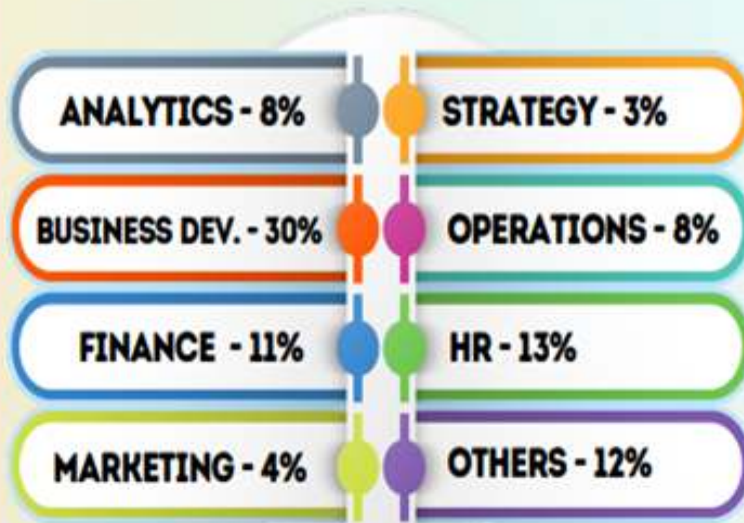 ANALYTICS - 8%
STRATEGY - 3%
BUSINESS DEV. - 30%
OPERATIONS - 8%
FINANCE - 11%
HR - 13%
MARKETING - 4%
OTHERS - 12%